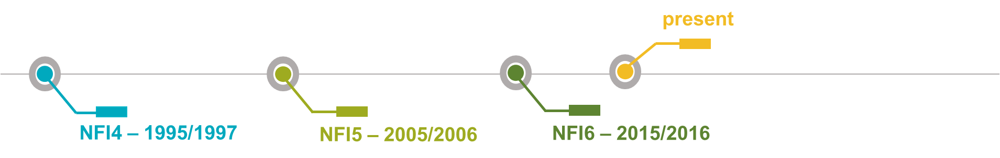 present
NFI4 – 1995/1997
NFI5 – 2005/2006
NFI6 – 2015/2016